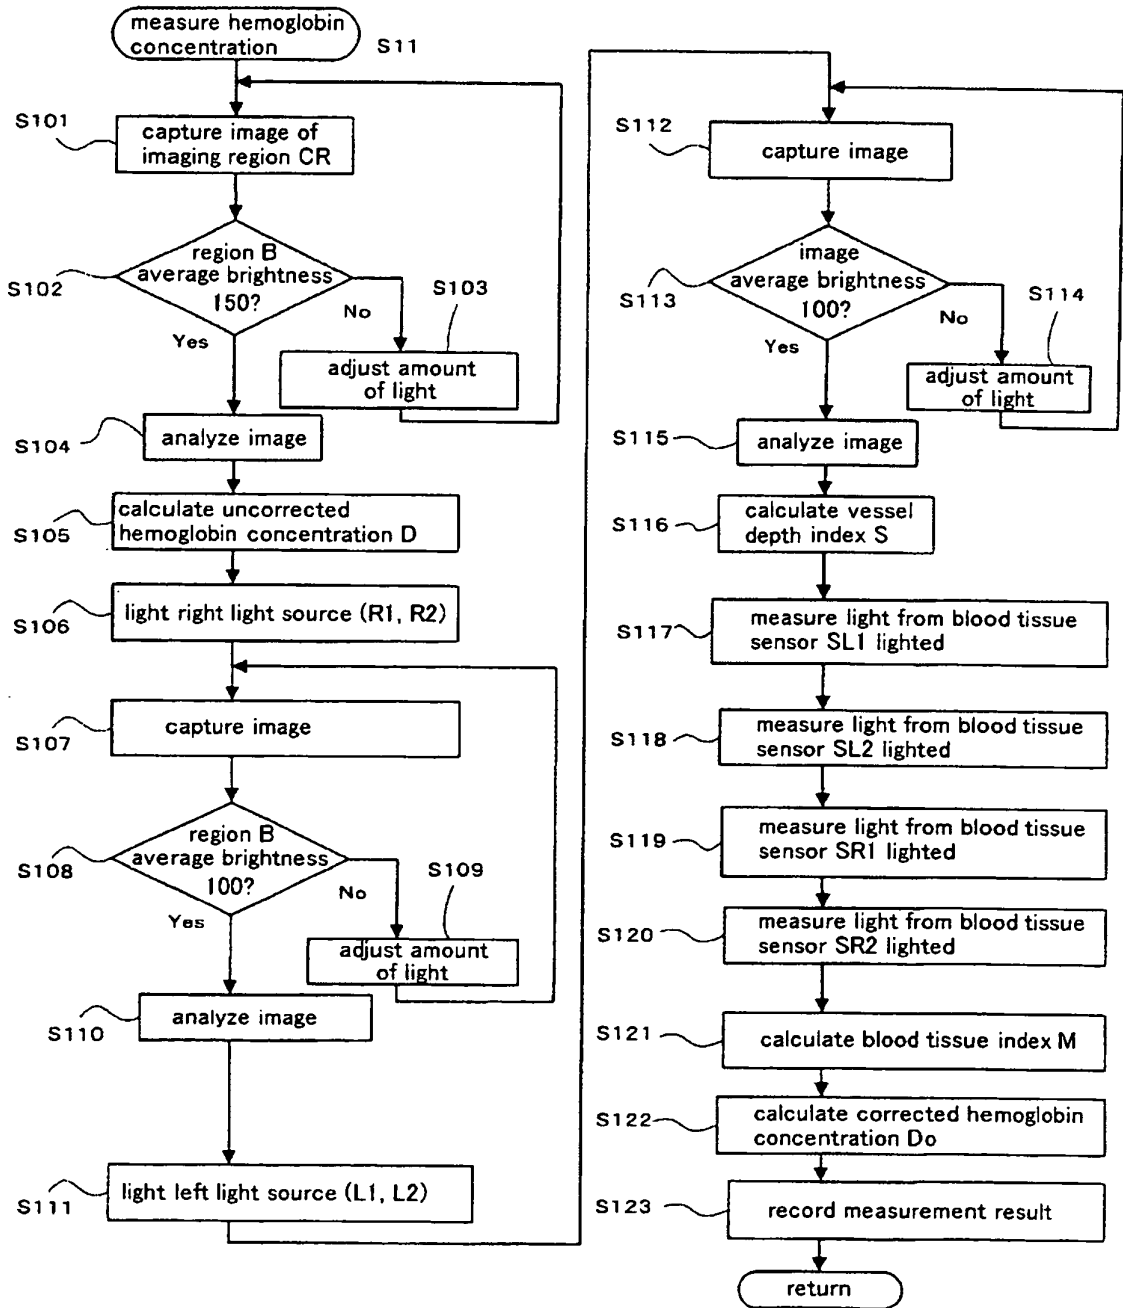 measure hemoglobin
concentration
S11
S101
capture image of
imaging region CR
S102
region B
average brightness
150?
No
Yes
S103
adjust amount
of light
S104
analyze image
S105
calculate uncorrected
hemoglobin concentration D
S106
light right light source (R1, R2)
S107
capture image
S108
region B
average brightness
100?
No
Yes
S109
adjust amount
of light
S110
analyze image
S111
light left light source (L1, L2)
S112
capture image
S113
image
average brightness
100?
No
Yes
S114
adjust amount
of light
S115
analyze image
S116
calculate vessel
depth index S
S117
measure light from blood tissue
sensor SL1 lighted
S118
measure light from blood tissue
sensor SL2 lighted
S119
measure light from blood tissue
sensor SR1 lighted
S120
measure light from blood tissue
sensor SR2 lighted
S121
calculate blood tissue index M
S122
calculate corrected hemoglobin
concentration Do
S123
record measurement result
return